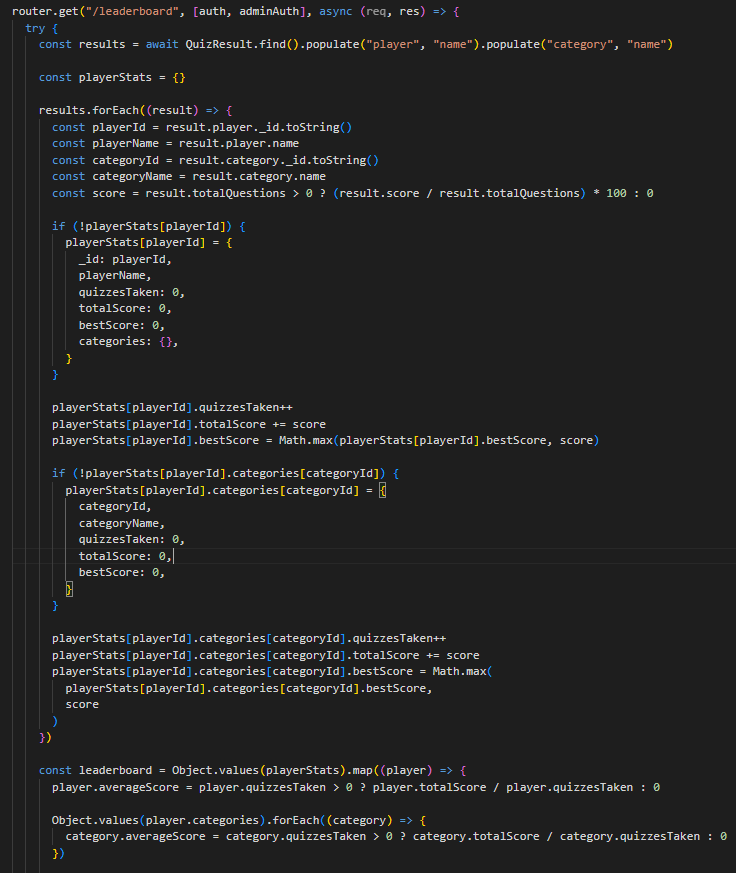 router.get("/leaderboard", [auth, adminAuth], async (req, res) => {
try {
const results = await QuizResult.find().populate("player", "name").populate("category", "name")
const playerStats = {}
results.forEach((result) => {
const playerId = result.player._id.toString()
const playerName = result.player.name
const categoryId = result.category._id.toString()
const categoryName = result.category.name
const score = result.totalQuestions > 0 ? (result.score / result.totalQuestions) * 100 : 0
if (!playerStats[playerId]) {
playerStats[playerId] = {
_id: playerId,
playerName,
quizzesTaken: 0,
totalScore: 0,
bestScore: 0,
categories: {},
}
}
playerStats[playerId].quizzesTaken++
playerStats[playerId].totalScore += score
playerStats[playerId].bestScore = Math.max(playerStats[playerId].bestScore, score)
if (!playerStats[playerId].categories[categoryId]) {
playerStats[playerId].categories[categoryId] = {
categoryId,
categoryName,
quizzesTaken: 0,
totalScore: 0,
bestScore: 0,
}
}
playerStats[playerId].categories[categoryId].quizzesTaken++
playerStats[playerId].categories[categoryId].totalScore += score
playerStats[playerId].categories[categoryId].bestScore = Math.max(
playerStats[playerId].categories[categoryId].bestScore,
score
)
})
const leaderboard = Object.values(playerStats).map((player) => {
player.averageScore = player.quizzesTaken > 0 ? player.totalScore / player.quizzesTaken : 0
Object.values(player.categories).forEach((category) => {
category.averageScore = category.quizzesTaken > 0 ? category.totalScore / category.quizzesTaken : 0
})